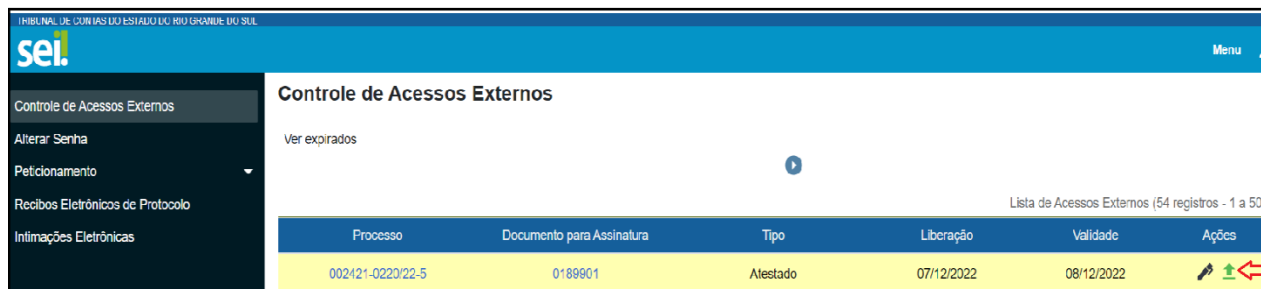 TRIBUNAL DE CONTAS DO ESTADO DO RIO GRANDE DO SUL
sei!
Menu
Controle de Acessos Externos
Alterar Senha
Peticionamento
Recibos Eletrônicos de Protocolo
Intimações Eletrônicas
Controle de Acessos Externos
Ver expirados
Lista de Acessos Externos (54 registros - 1 a 50
Processo Documento para Assinatura Tipo Liberação Validade Ações
002421-0220/22-5 0189901 Atestado 07/12/2022 08/12/2022